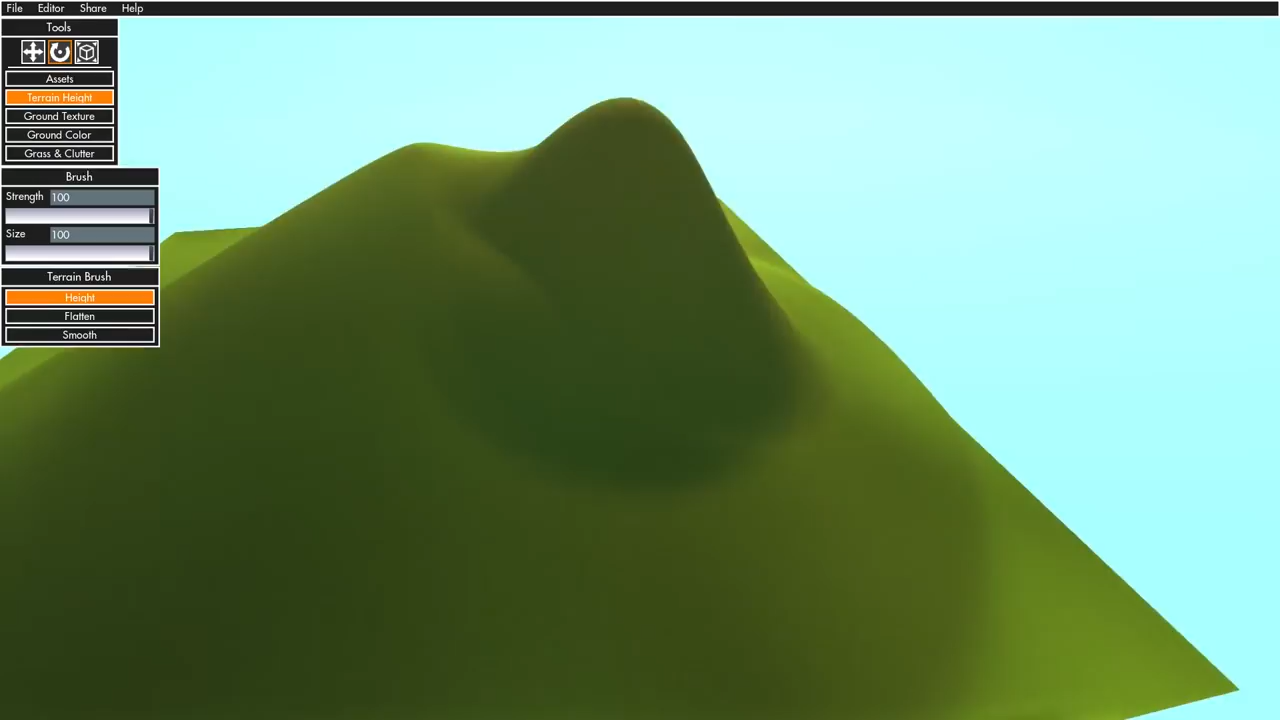 File Editor Share Help
Tools
Assets
Terrain Height
Ground Texture
Ground Color
Grass & Clutter
Brush
Strength 100
Size 100
Terrain Brush
Height
Flatten
Smooth